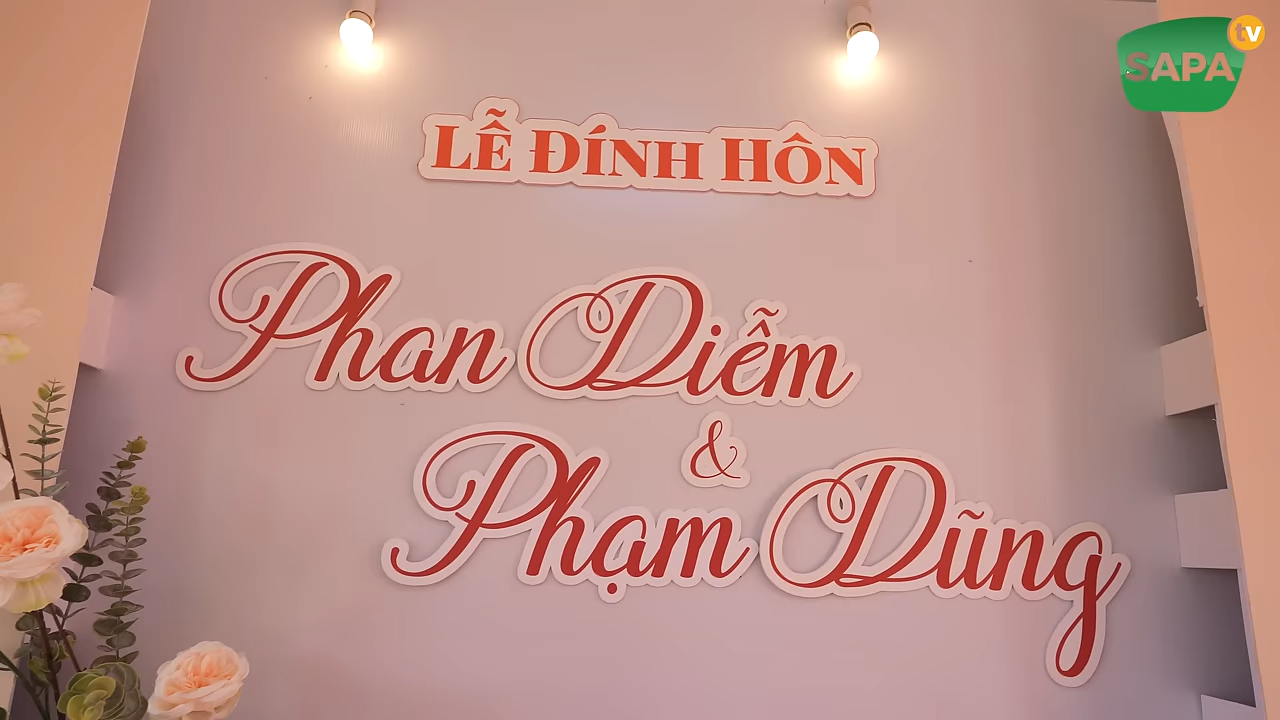 SAPA tv
LỄ ĐÍNH HÔN
Phan Diễm
&
Phạm Dũng